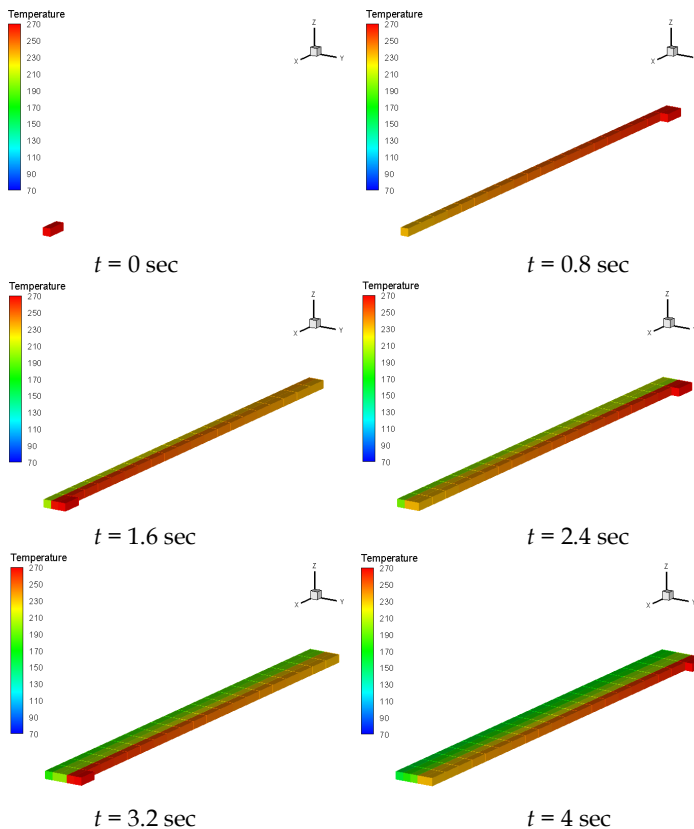 Temperature
270
250
230
210
190
170
150
130
110
90
70
Z
X
Y
t = 0 sec
Temperature
270
250
230
210
190
170
150
130
110
90
70
Z
X
Y
t = 0.8 sec
Temperature
270
250
230
210
190
170
150
130
110
90
70
Z
X
Y
t = 1.6 sec
Temperature
270
250
230
210
190
170
150
130
110
90
70
Z
X
Y
t = 2.4 sec
Temperature
270
250
230
210
190
170
150
130
110
90
70
Z
X
Y
t = 3.2 sec
Temperature
270
250
230
210
190
170
150
130
110
90
70
Z
X
Y
t = 4 sec